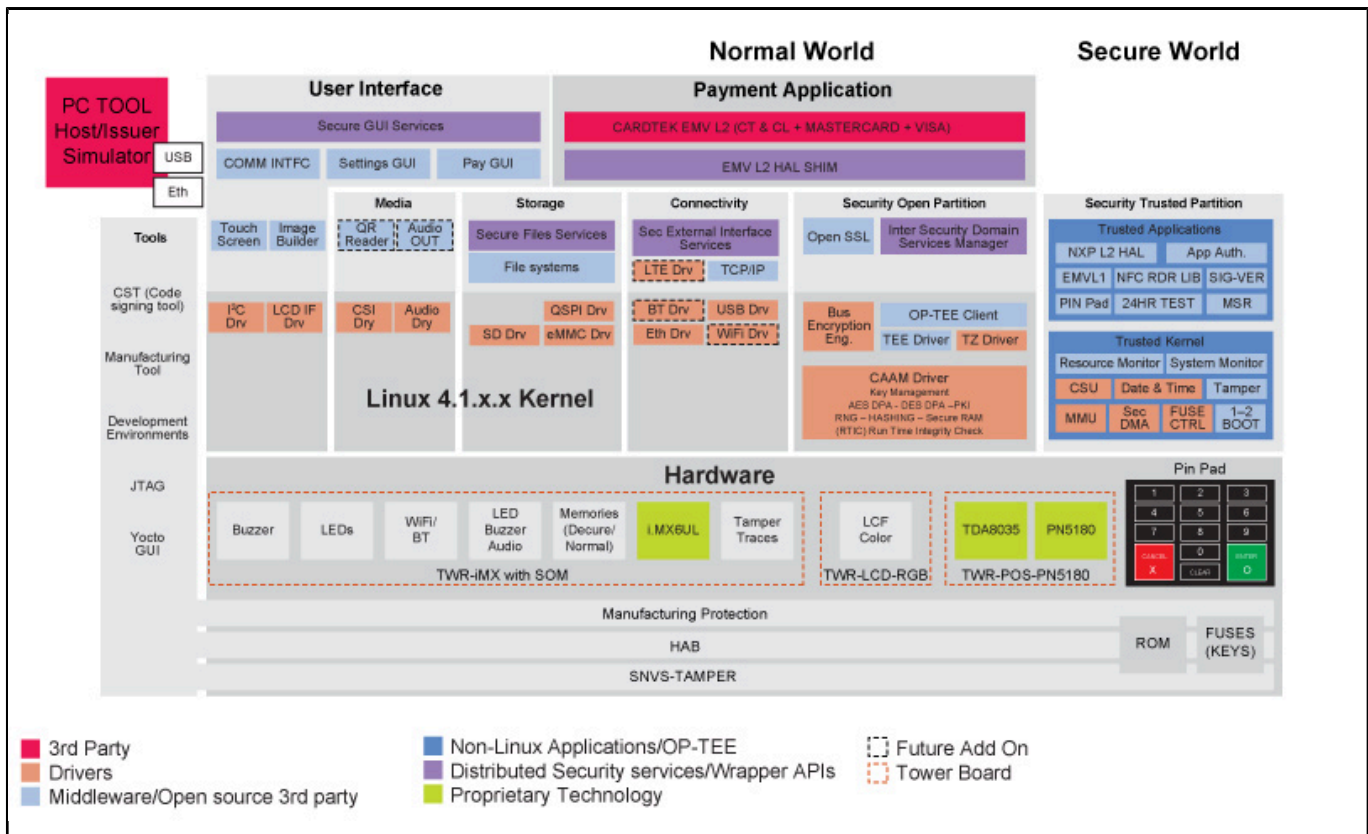 Normal World
Secure World
PC TOOL
Host/Issuer
Simulator
USB
Eth
User Interface
Secure GUI Services
COMM INTFC
Settings GUI
Pay GUI
Payment Application
CARDTEK EMV L2 (CT & CL + MASTERCARD + VISA)
EMV L2 HAL SHIM
Tools
CST (Code
signing tool)
Manufacturing
Tool
Development
Environments
JTAG
Yocto
GUI
Touch
Screen
Image
Builder
I²C
Drv
LCD IF
Drv
Media
QR
Reader
Audio
OUT
CSI
Dry
Audio
Dry
Storage
Secure Files Services
File systems
QSPI Drv
SD Drv
eMMC Drv
Linux 4.1.x.x Kernel
Connectivity
Sec External Interface
Services
LTE Drv
TCP/IP
BT Drv
USB Drv
Eth Drv
WiFi Drv
Security Open Partition
Open SSL
Inter Security Domain
Services Manager
Bus
Encryption
Eng.
OP-TEE Client
TEE Driver
TZ Driver
CAAM Driver
Key Management
AES DPA - DES DPA –PKI
RNG – HASHING – Secure RAM
(RTIC) Run Time Integrity Check
Security Trusted Partition
Trusted Applications
NXP L2 HAL
App Auth.
EMVL1
NFC RDR LIB
SIG-VER
PIN Pad
24HR TEST
MSR
Trusted Kernel
Resource Monitor
System Monitor
CSU
Date & Time
Tamper
MMU
Sec
DMA
FUSE
CTRL
1–2
BOOT
Hardware
Buzzer
LEDs
WiFi/
BT
LED
Buzzer
Audio
Memories
(Decure/
Normal)
i.MX6UL
Tamper
Traces
TWR-iMX with SOM
LCF
Color
TWR-LCD-RGB
TDA8035
PN5180
TWR-POS-PN5180
Pin Pad
1
2
3
4
5
6
7
8
9
CANCEL
X
0
CLEAR
ENTER
O
Manufacturing Protection
HAB
SNVS-TAMPER
ROM
FUSES
(KEYS)
3rd Party
Drivers
Middleware/Open source 3rd party
Non-Linux Applications/OP-TEE
Distributed Security services/Wrapper APIs
Proprietary Technology
Future Add On
Tower Board